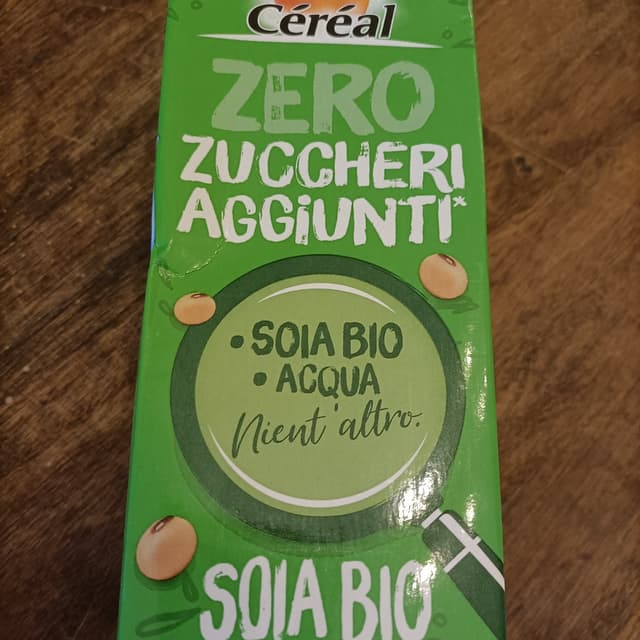 Céréal
ZERO
ZUCCHERI
AGGIUNTI*
• SOIA BIO
• ACQUA
Nient'altro.
SOIA BIO